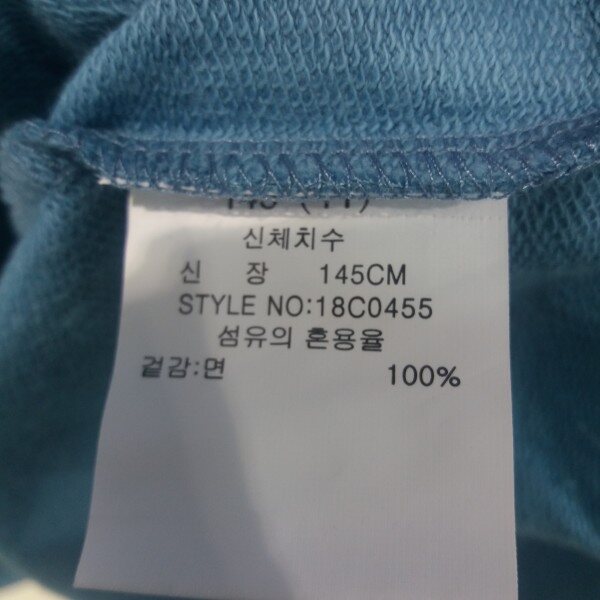 신체치수
신 장 145CM
STYLE NO:18C0455
섬유의 혼용율
겉감:면 100%